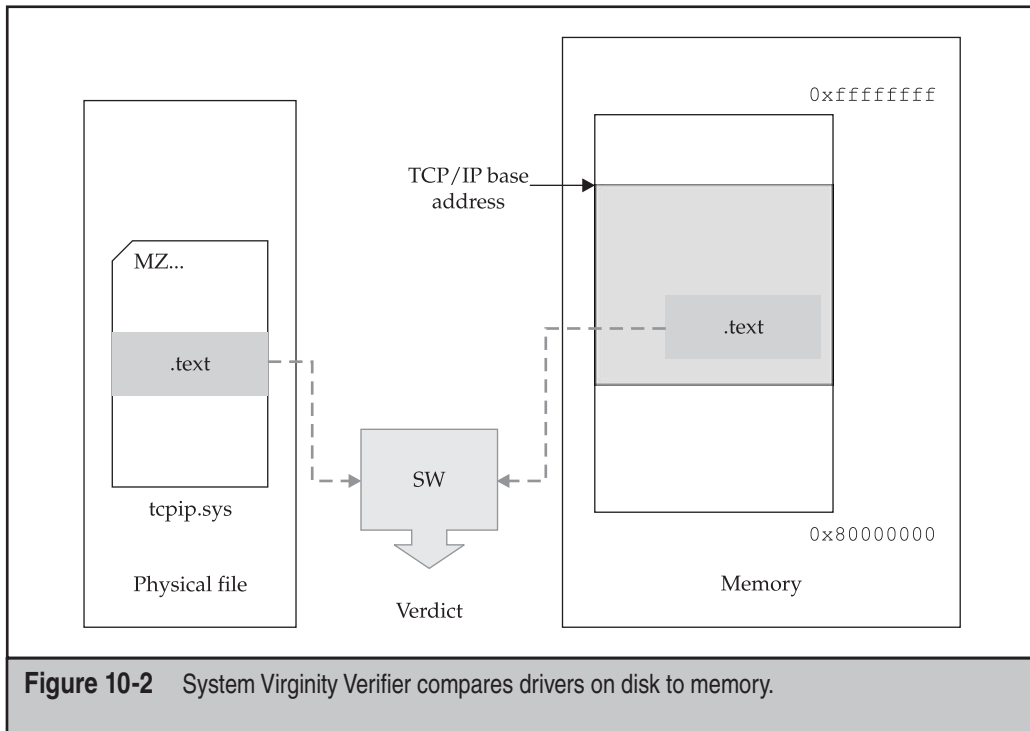 0xffffffff
TCP/IP base
address
MZ...
.text
.text
SW
tcpip.sys
0x80000000
Physical file
Memory
Verdict
Figure 10-2 System Virginity Verifier compares drivers on disk to memory.